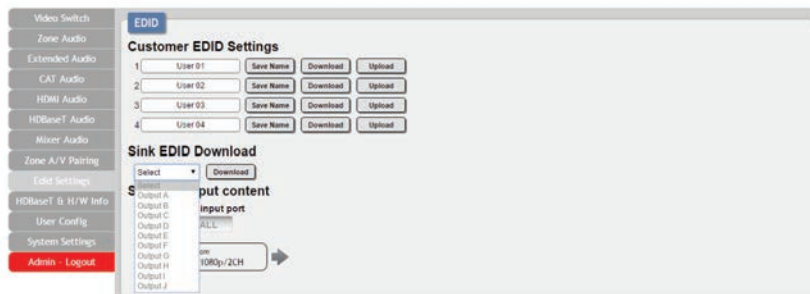 Video Switch
Zone Audio
Extended Audio
CAT Audio
HDMI Audio
HDBaseT Audio
Mixer Audio
Zone A/V Pairing
Edid Settings
HDBaseT & H/W Info
User Config
System Settings
Admin - Logout
EDID
Customer EDID Settings
1 User 01 Save Name Download Upload
2 User 02 Save Name Download Upload
3 User 03 Save Name Download Upload
4 User 04 Save Name Download Upload
Sink EDID Download
Select Download
Select
Output A
Output B
Output C
Output D
Output E
Output F
Output G
Output H
Output I
Output J
S put content
input port
ALL
om
1080p/2CH